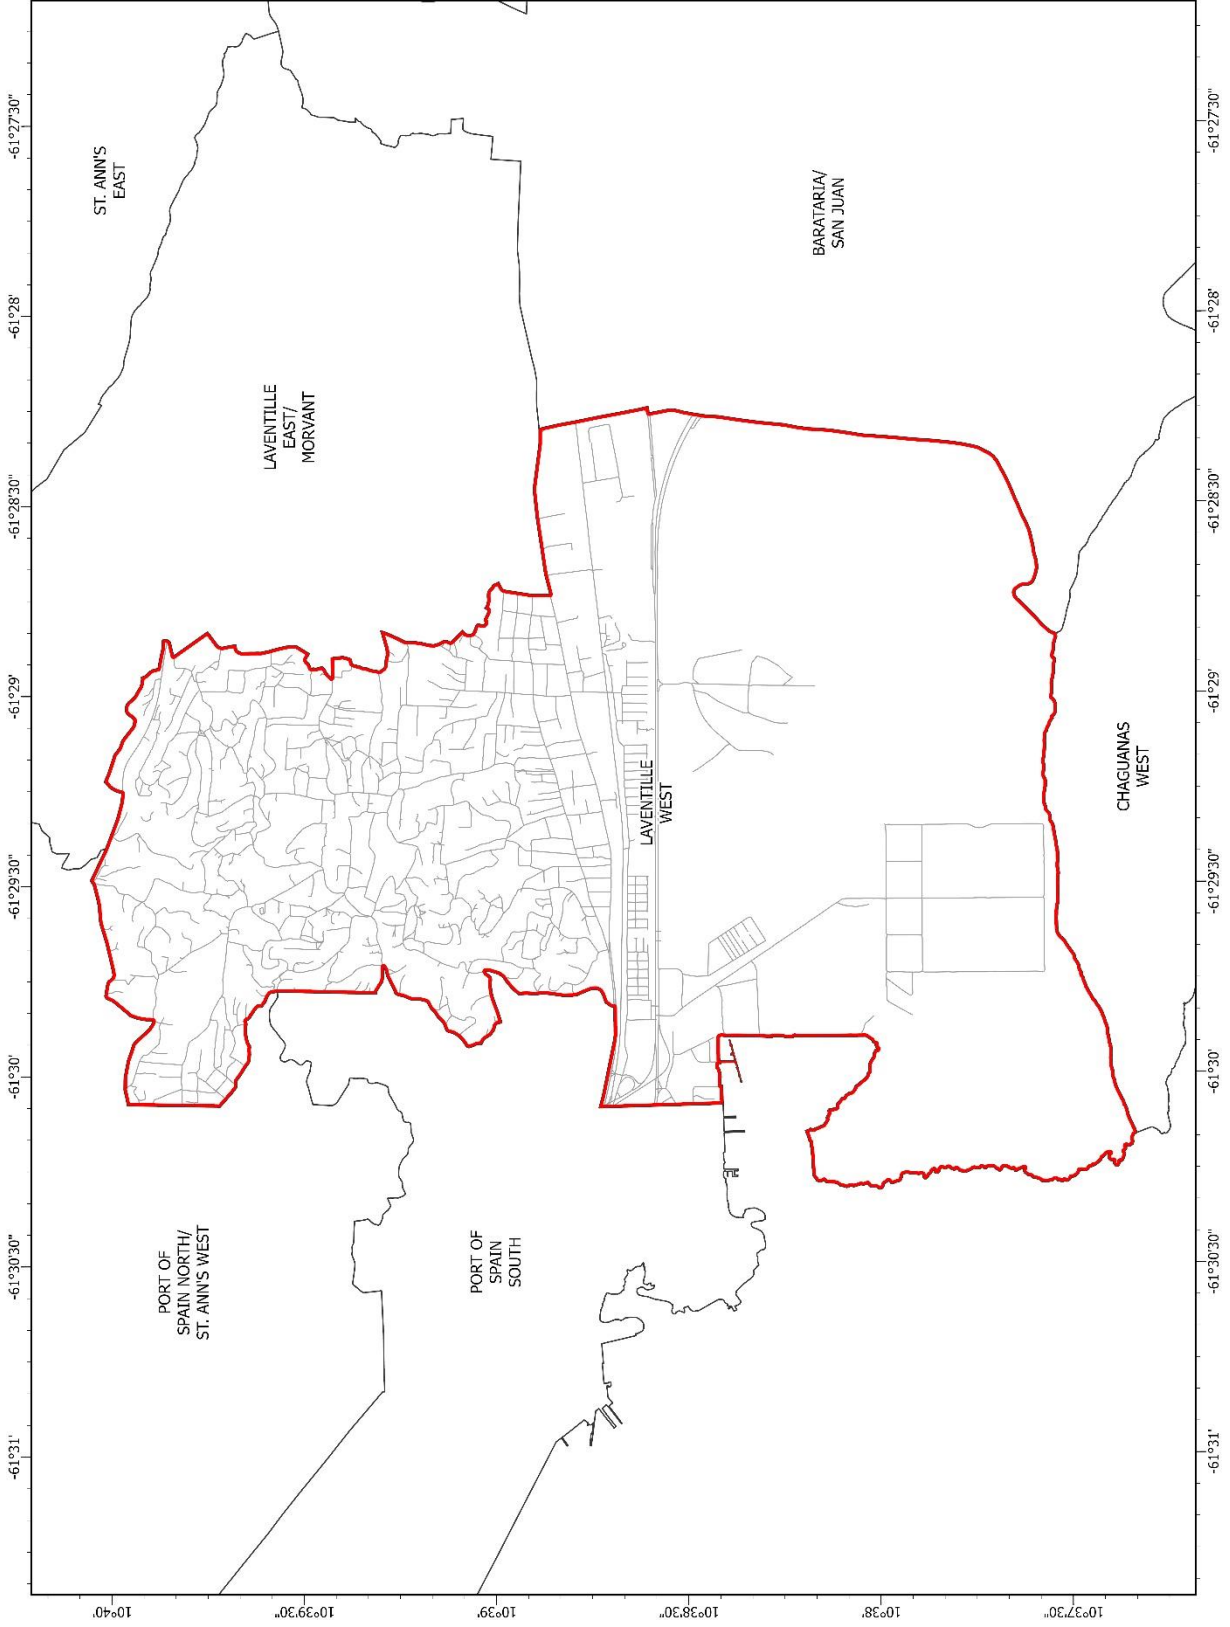 -61°31'
-61°30'30"
-61°30'
-61°29'30"
-61°29'
-61°28'30"
-61°28'
-61°27'30"
ST. ANN'S
EAST
PORT OF
SPAIN NORTH/
ST. ANN'S WEST
LAVENTILLE
EAST/
MORVANT
PORT OF
SPAIN
SOUTH
LAVENTILLE
WEST
BARATARIA/
SAN JUAN
CHAGUANAS
WEST
10°40'
10°39'30"
10°39'
10°38'30"
10°38'
10°37'30"
-61°31'
-61°30'30"
-61°30'
-61°29'30"
-61°29'
-61°28'30"
-61°28'
-61°27'30"